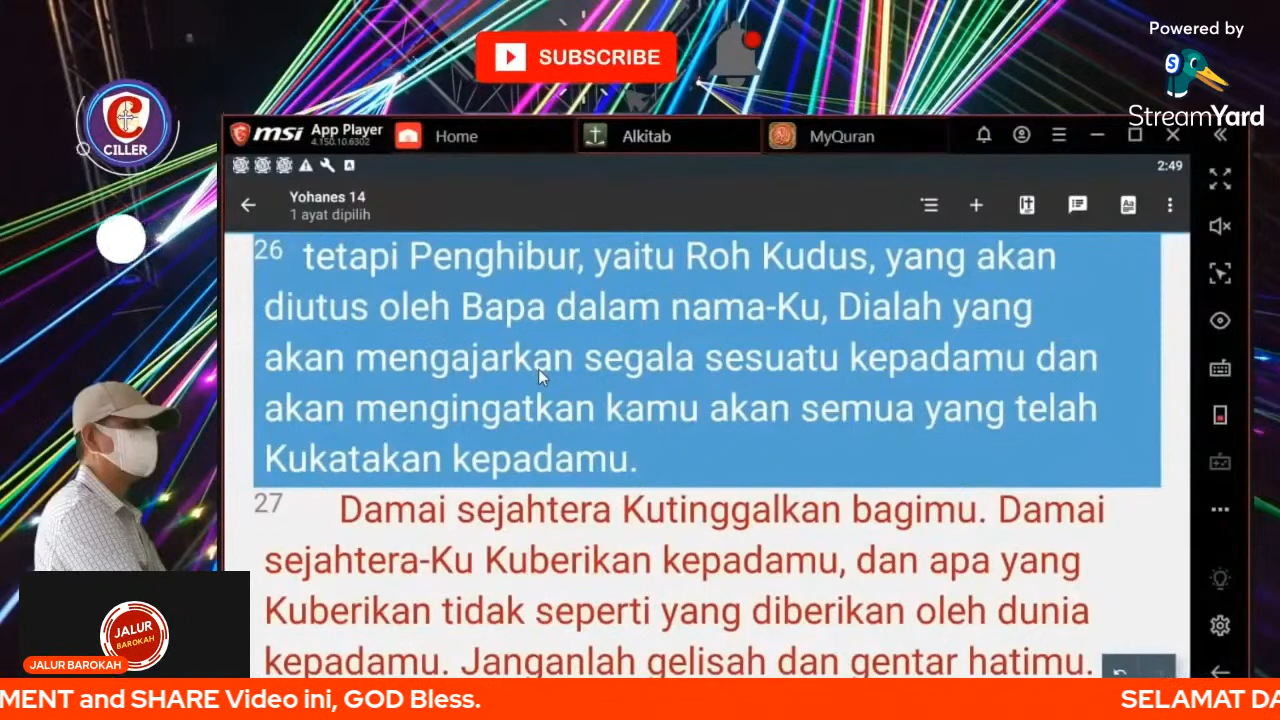 Powered by
StreamYard
SUBSCRIBE
CILLER
msi App Player
4.150.10.6302
Home
Alkitab
MyQuran
2:49
Yohanes 14
1 ayat dipilih
26 tetapi Penghibur, yaitu Roh Kudus, yang akan
diutus oleh Bapa dalam nama-Ku, Dialah yang
akan mengajarkan segala sesuatu kepadamu dan
akan mengingatkan kamu akan semua yang telah
Kukatakan kepadamu.
27 Damai sejahtera Kutinggalkan bagimu. Damai
sejahtera-Ku Kuberikan kepadamu, dan apa yang
Kuberikan tidak seperti yang diberikan oleh dunia
kepadamu. Janganlah gelisah dan gentar hatimu.
JALUR
BAROKAH
JALUR BAROKAH
MENT and SHARE Video ini, GOD Bless.
SELAMAT DA